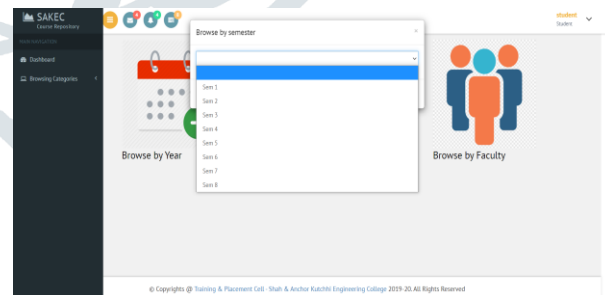 SAKEC
Course Repository
student
Student
MAIN NAVIGATION
Dashboard
Browsing Categories
Browse by semester
×
Sem 1
Sem 2
Sem 3
Sem 4
Sem 5
Sem 6
Sem 7
Sem 8
Browse by Year
Browse by Faculty
© Copyrights @ Training & Placement Cell - Shah & Anchor Kutchhi Engineering College 2019-20. All Rights Reserved